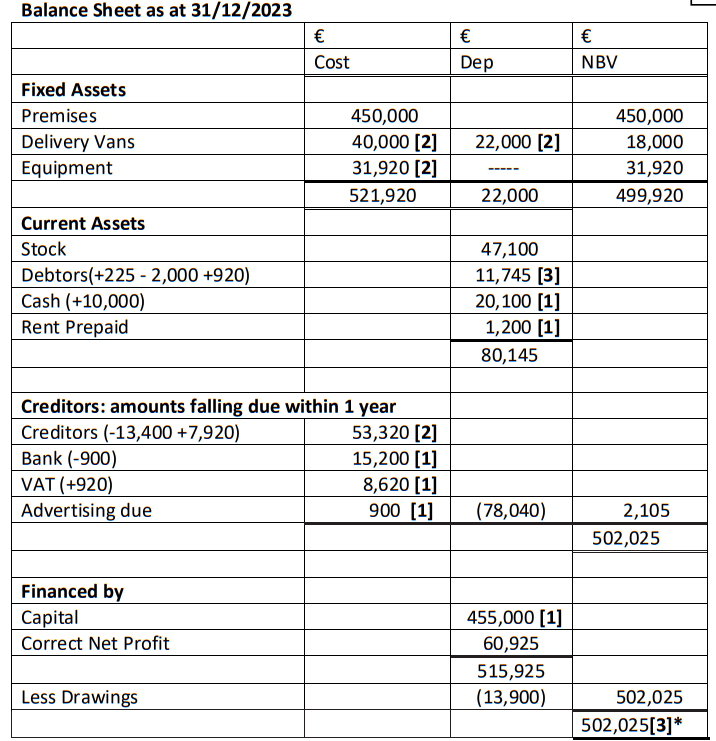 Balance Sheet as at 31/12/2023
€ € €
Cost Dep NBV
Fixed Assets
Premises 450,000 450,000
Delivery Vans 40,000 [2] 22,000 [2] 18,000
Equipment 31,920 [2] ----- 31,920
521,920 22,000 499,920
Current Assets
Stock 47,100
Debtors(+225 - 2,000 +920) 11,745 [3]
Cash (+10,000) 20,100 [1]
Rent Prepaid 1,200 [1]
80,145
Creditors: amounts falling due within 1 year
Creditors (-13,400 +7,920) 53,320 [2]
Bank (-900) 15,200 [1]
VAT (+920) 8,620 [1]
Advertising due 900 [1] (78,040) 2,105
502,025
Financed by
Capital 455,000 [1]
Correct Net Profit 60,925
515,925
Less Drawings (13,900) 502,025
502,025[3]*